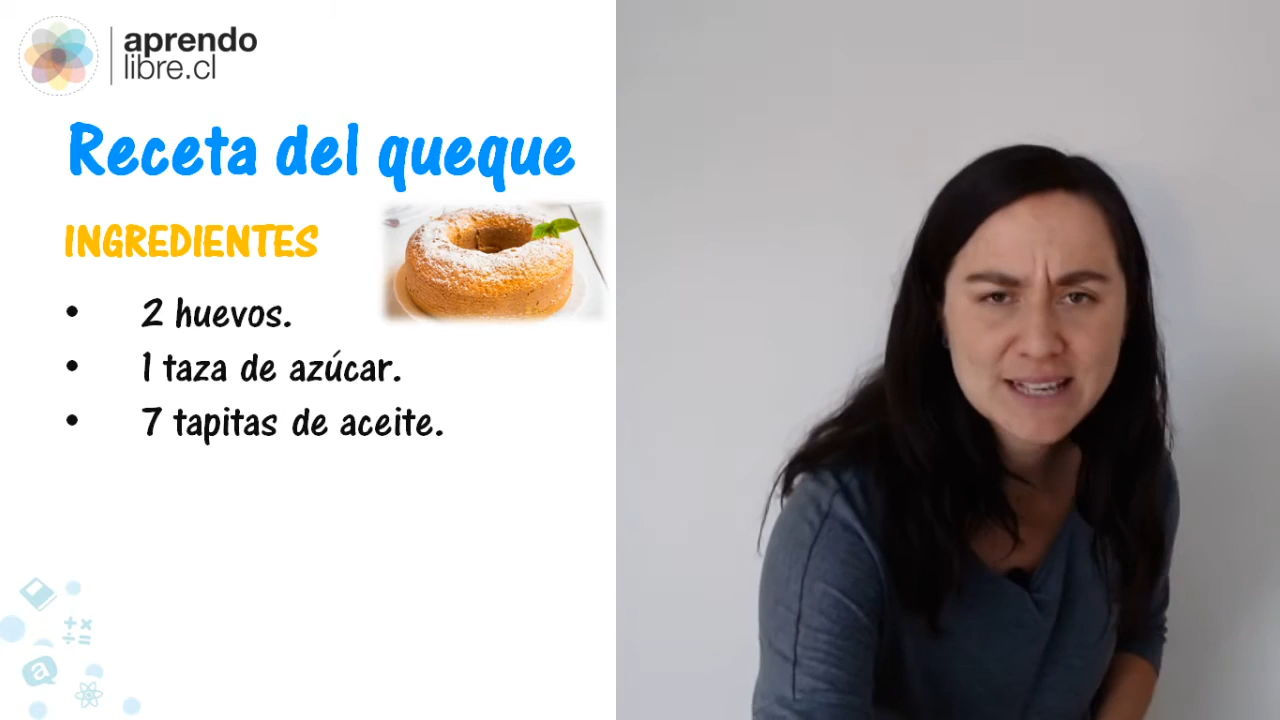 aprendo
libre.cl
Receta del queque
INGREDIENTES
• 2 huevos.
• 1 taza de azúcar.
• 7 tapitas de aceite.